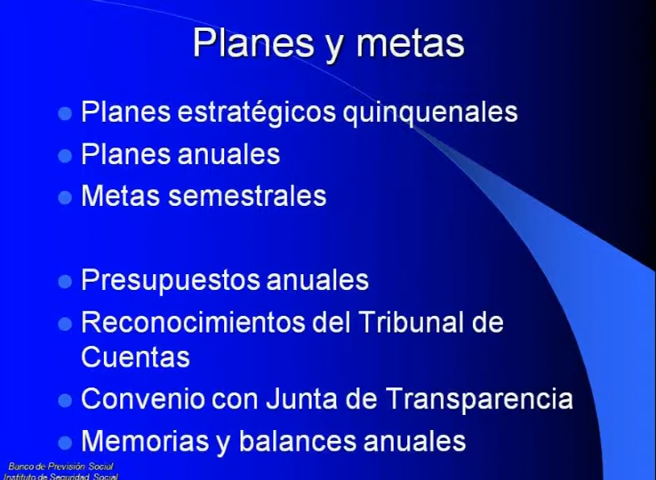 Planes y metas
Planes estratégicos quinquenales
Planes anuales
Metas semestrales
Presupuestos anuales
Reconocimientos del Tribunal de
Cuentas
Convenio con Junta de Transparencia
Memorias y balances anuales
Banco de Previsión Social
Instituto de Seguridad Social